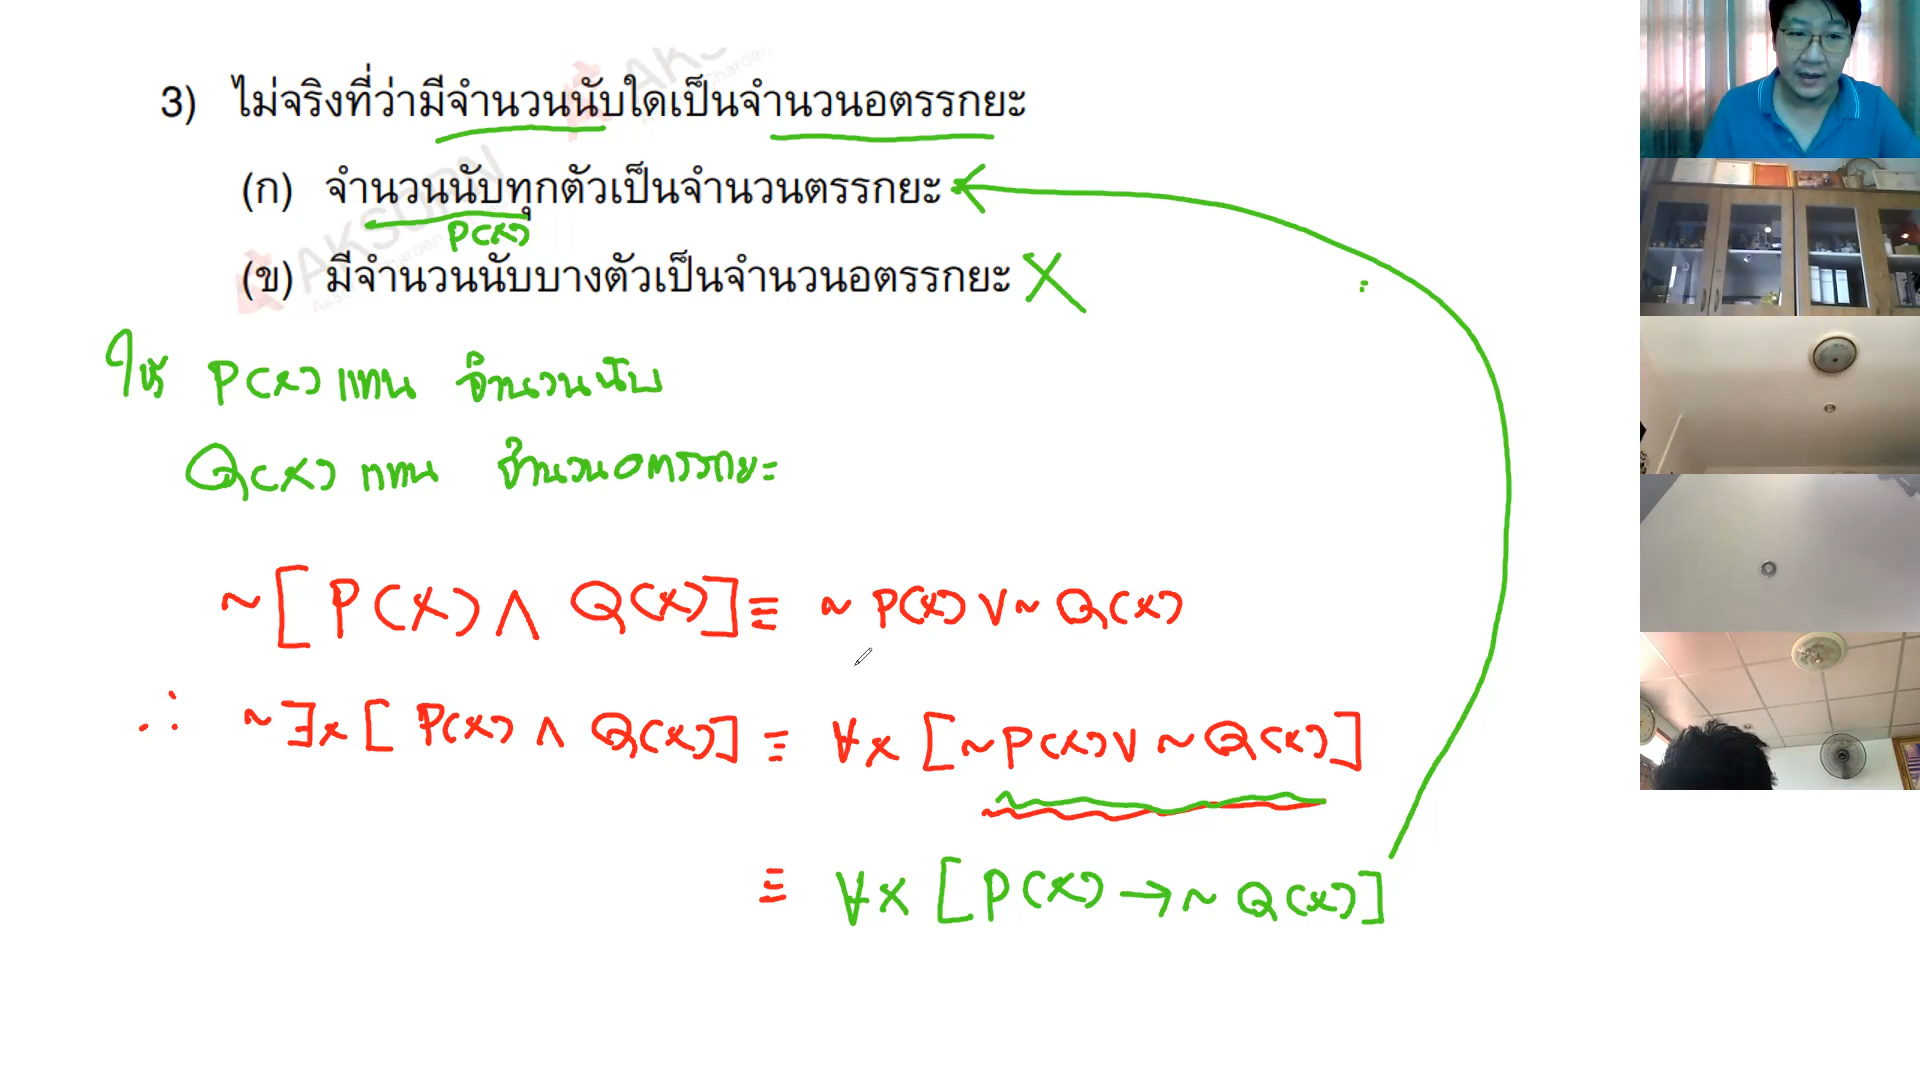 3) ไม่จริงที่ว่ามีจำนวนนับใดเป็นจำนวนอตรรกยะ
(ก) จำนวนนับทุกตัวเป็นจำนวนตรรกยะ
P(x)
(ข) มีจำนวนนับบางตัวเป็นจำนวนอตรรกยะ X
ให้ P(x) แทน จำนวนนับ
Q(x) แทน จำนวนอตรรกยะ
~[P(x) ∧ Q(x)] ≡ ~P(x) ∨ ~Q(x)
∴ ~∃x[P(x) ∧ Q(x)] ≡ ∀x[~P(x) ∨ ~Q(x)]
≡ ∀x[P(x) → ~Q(x)]
AKSORN